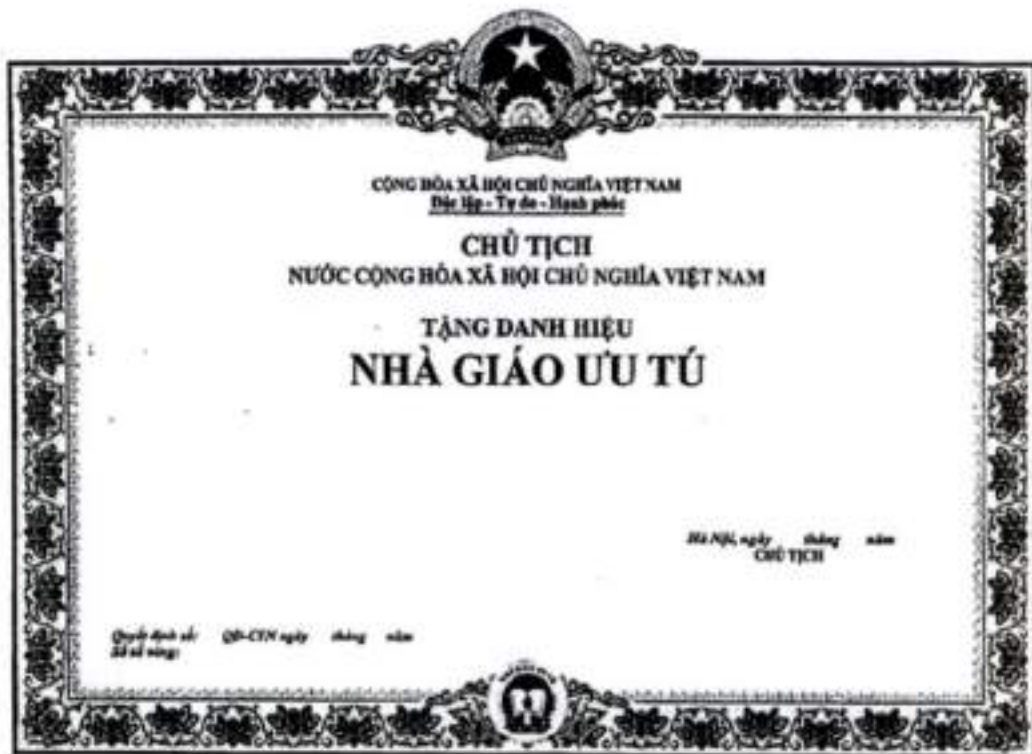 CỘNG HÒA XÃ HỘI CHỦ NGHĨA VIỆT NAM
Độc lập - Tự do - Hạnh phúc
CHỦ TỊCH
NƯỚC CỘNG HÒA XÃ HỘI CHỦ NGHĨA VIỆT NAM
TẶNG DANH HIỆU
NHÀ GIÁO ƯU TÚ
Hà Nội, ngày tháng năm
CHỦ TỊCH
Quyết định số: QĐ-CTN ngày tháng năm
Số sổ vàng: